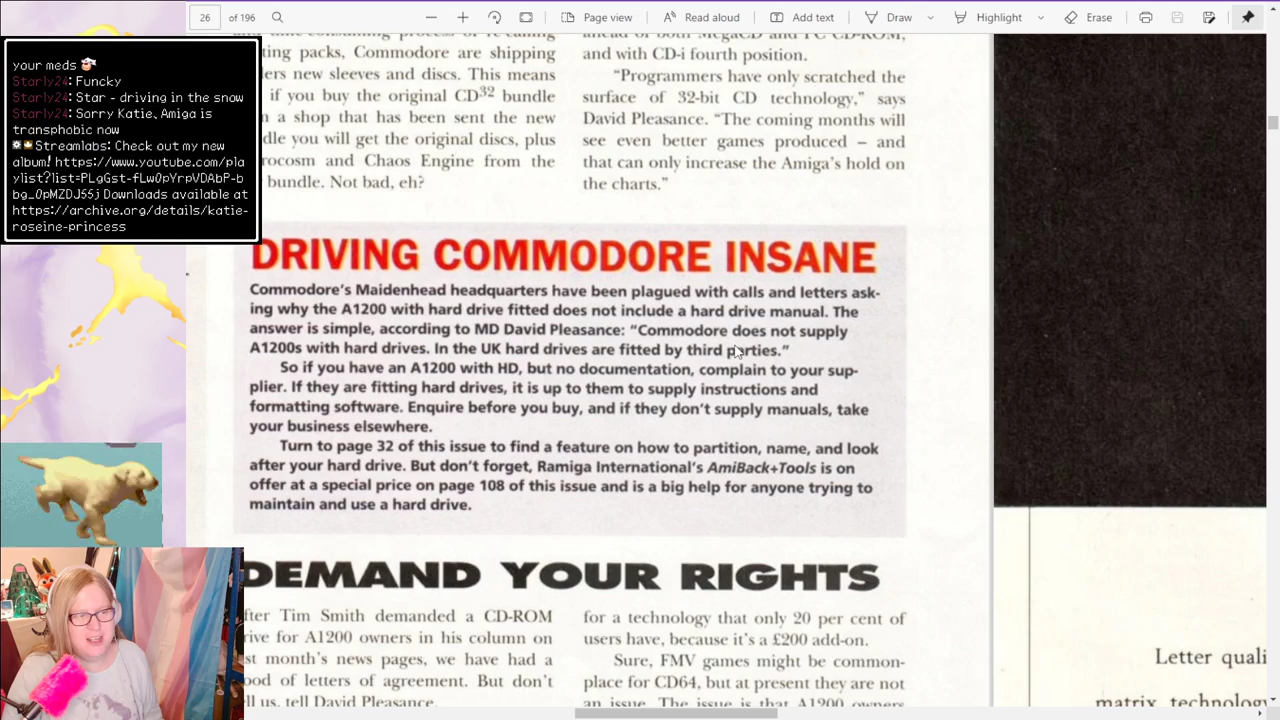 26 of 196
Page view
Read aloud
Add text
Draw
Highlight
Erase
your meds
Starly24: Funcky
Starly24: Star - driving in the snow
Starly24: Sorry Katie, Amiga is
transphobic now
Streamlabs: Check out my new
album! https://www.youtube.com/pla
ting packs, Commodore are shipping
ers new sleeves and discs. This means
if you buy the original CD32 bundle
a shop that has been sent the new
dle you will get the original discs, plus
rocosm and Chaos Engine from the
bundle. Not bad, eh?
and with CD-i fourth position.
“Programmers have only scratched the
surface of 32-bit CD technology,” says
David Pleasance. “The coming months will
see even better games produced – and
that can only increase the Amiga's hold on
the charts.”
DRIVING COMMODORE INSANE
Commodore's Maidenhead headquarters have been plagued with calls and letters ask-
ing why the A1200 with hard drive fitted does not include a hard drive manual. The
answer is simple, according to MD David Pleasance: “Commodore does not supply
A1200s with hard drives. In the UK hard drives are fitted by third parties.”
So if you have an A1200 with HD, but no documentation, complain to your sup-
plier. If they are fitting hard drives, it is up to them to supply instructions and
formatting software. Enquire before you buy, and if they don't supply manuals, take
your business elsewhere.
Turn to page 32 of this issue to find a feature on how to partition, name, and look
after your hard drive. But don't forget, Ramiga International's AmiBack+Tools is on
offer at a special price on page 108 of this issue and is a big help for anyone trying to
maintain and use a hard drive.
DEMAND YOUR RIGHTS
fter Tim Smith demanded a CD-ROM
rive for A1200 owners in his column on
st month's news pages, we have had a
ood of letters of agreement. But don't
ll us, tell David Pleasance.
for a technology that only 20 per cent of
users have, because it's a £200 add-on.
Sure, FMV games might be common-
place for CD64, but at present they are not
an issue. The issue is that A1200 owners
Letter quali
matrix technology
Downloads available at
https://archive.org/details/katie-
roseine-princess